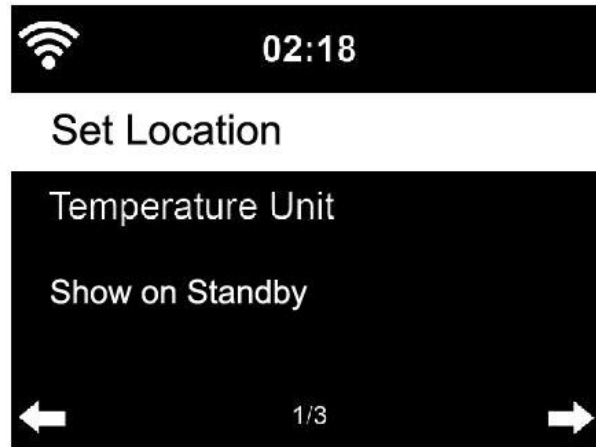 02:18
Set Location
Temperature Unit
Show on Standby
1/3